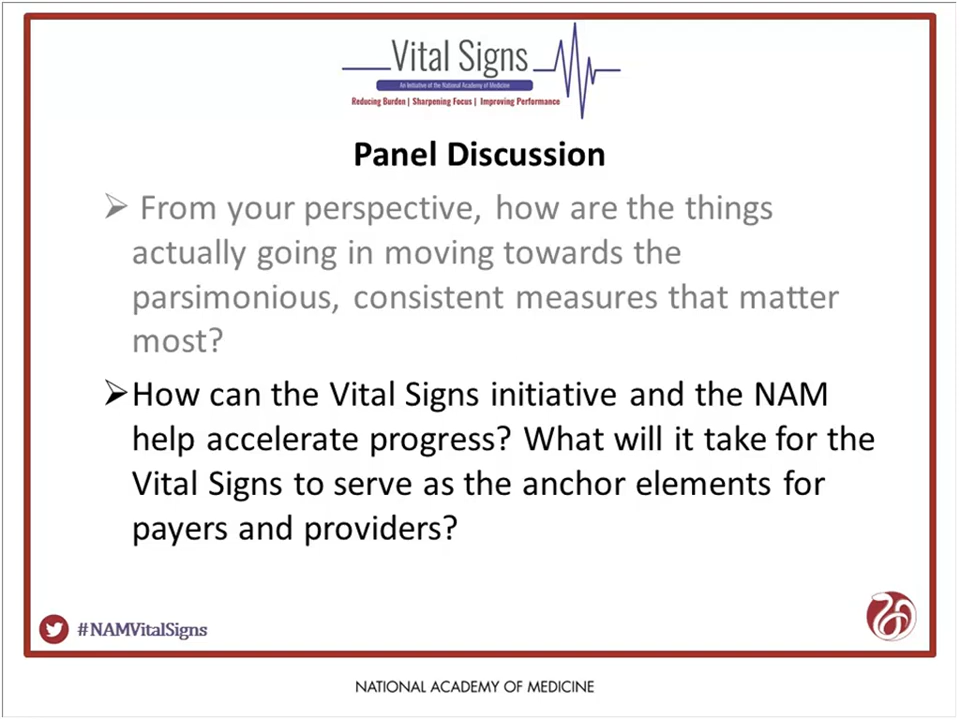 Vital Signs
An Initiative of the National Academy of Medicine
Reducing Burden | Sharpening Focus | Improving Performance
Panel Discussion
➢ From your perspective, how are the things
actually going in moving towards the
parsimonious, consistent measures that matter
most?
➢How can the Vital Signs initiative and the NAM
help accelerate progress? What will it take for the
Vital Signs to serve as the anchor elements for
payers and providers?
#NAMVitalSigns
NATIONAL ACADEMY OF MEDICINE